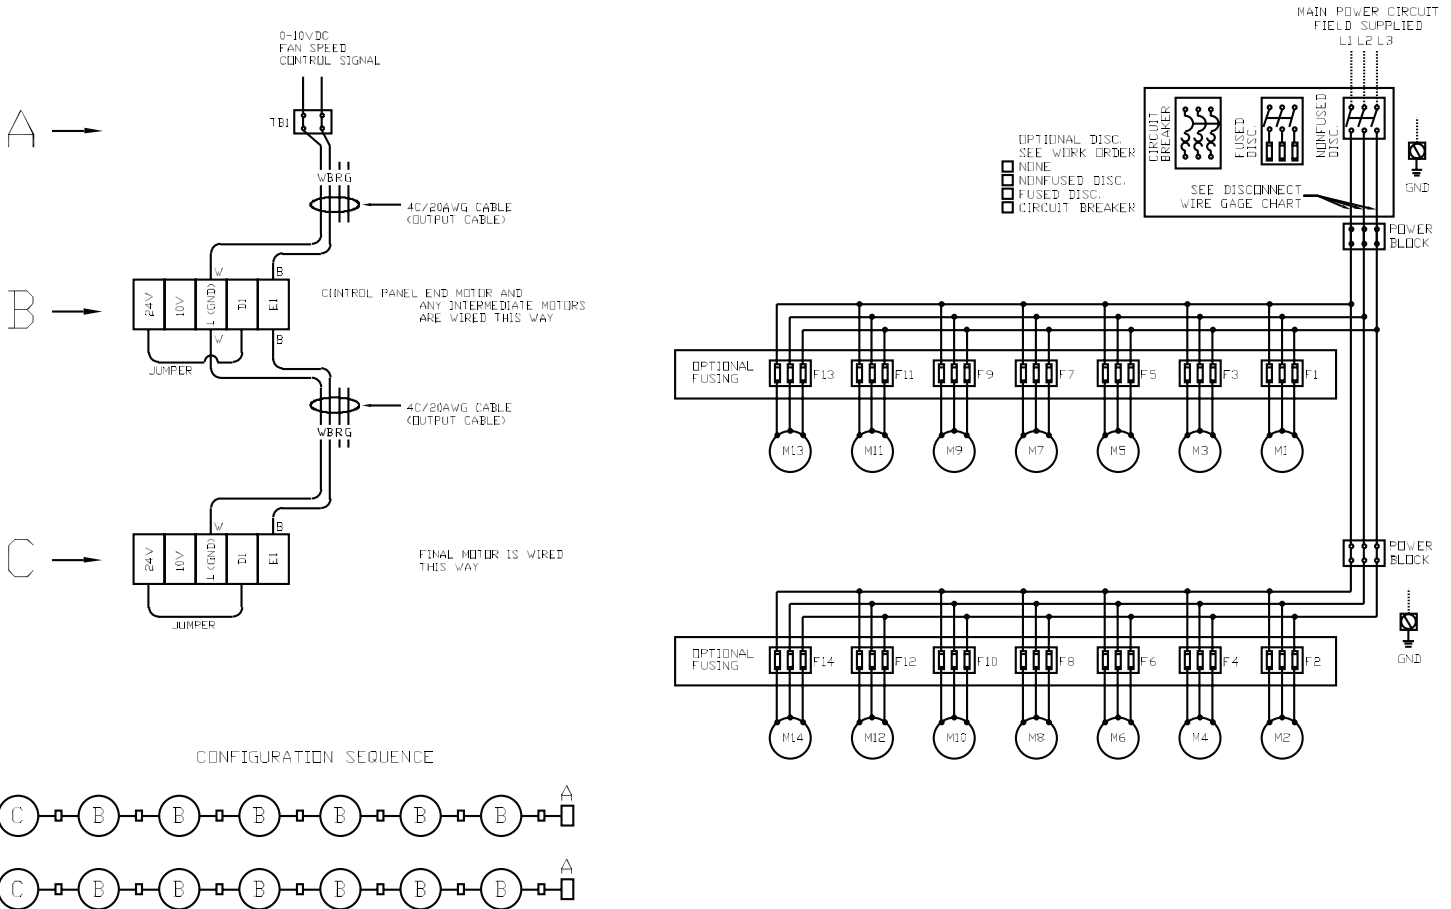 0-10VDC
FAN SPEED
CONTROL SIGNAL
A
TB1
WBRG
4C/20AWG CABLE
(OUTPUT CABLE)
W
B
B
24V
10V
L (GND)
D1
E1
CONTROL PANEL END MOTOR AND
ANY INTERMEDIATE MOTORS
ARE WIRED THIS WAY
W
B
JUMPER
4C/20AWG CABLE
(OUTPUT CABLE)
WBRG
W
B
C
24V
10V
L (GND)
D1
E1
FINAL MOTOR IS WIRED
THIS WAY
JUMPER
CONFIGURATION SEQUENCE
A
C B B B B B B
A
C B B B B B B
MAIN POWER CIRCUIT
FIELD SUPPLIED
L1 L2 L3
CIRCUIT
BREAKER
FUSED
DISC.
NONFUSED
DISC.
OPTIONAL DISC.
SEE WORK ORDER
NONE
NONFUSED DISC.
FUSED DISC.
CIRCUIT BREAKER
SEE DISCONNECT
WIRE GAGE CHART
GND
POWER
BLOCK
OPTIONAL
FUSING
F13 F11 F9 F7 F5 F3 F1
M13 M11 M9 M7 M5 M3 M1
POWER
BLOCK
GND
OPTIONAL
FUSING
F14 F12 F10 F8 F6 F4 F2
M14 M12 M10 M8 M6 M4 M2